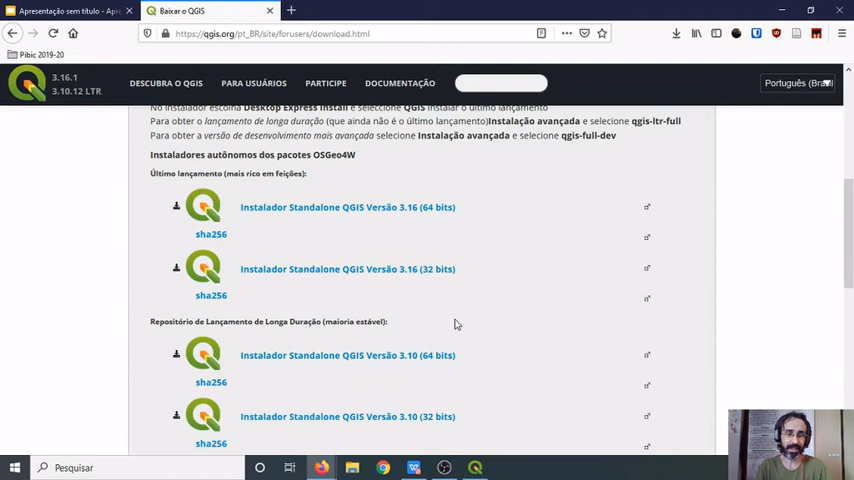 Apresentação sem título - Apre
Baixar o QGIS
https://qgis.org/pt_BR/site/forusers/download.html
Pibic 2019-20
3.16.1
3.10.12 LTR
DESCUBRA O QGIS
PARA USUÁRIOS
PARTICIPE
DOCUMENTAÇÃO
Português (Brasil
No instalador escolha Desktop Express Install e seleccione QGIS instalar o último lançamento
Para obter o lançamento de longa duração (que ainda não é o último lançamento)Instalação avançada e selecione qgis-ltr-full
Para obter a versão de desenvolvimento mais avançada selecione Instalação avançada e selecione qgis-full-dev
Instaladores autônomos dos pacotes OSGeo4W
Último lançamento (mais rico em feições):
Instalador Standalone QGIS Versão 3.16 (64 bits)
sha256
Instalador Standalone QGIS Versão 3.16 (32 bits)
sha256
Repositório de Lançamento de Longa Duração (maioria estável):
Instalador Standalone QGIS Versão 3.10 (64 bits)
sha256
Instalador Standalone QGIS Versão 3.10 (32 bits)
sha256
Pesquisar